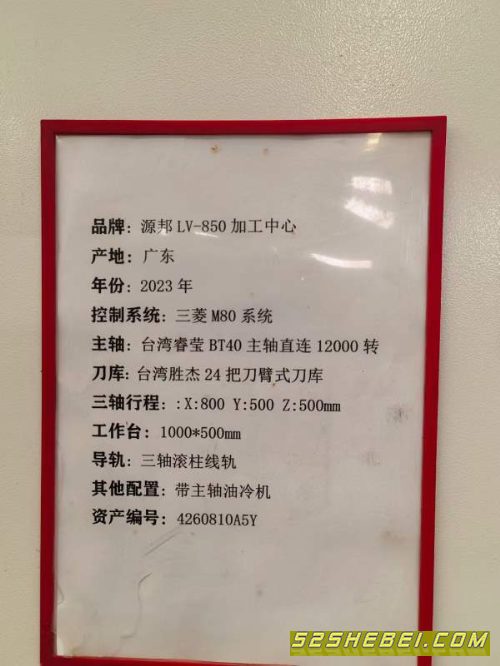 品牌：源邦 LV-850 加工中心
产地：广东
年份：2023 年
控制系统：三菱 M80 系统
主轴：台湾睿莹 BT40 主轴直连 12000 转
刀库：台湾胜杰 24 把刀臂式刀库
三轴行程：:X:800 Y:500 Z:500mm
工作台：1000*500mm
导轨：三轴滚柱线轨
其他配置：带主轴油冷机
资产编号：4260810A5Y
52SHEBEI.COM